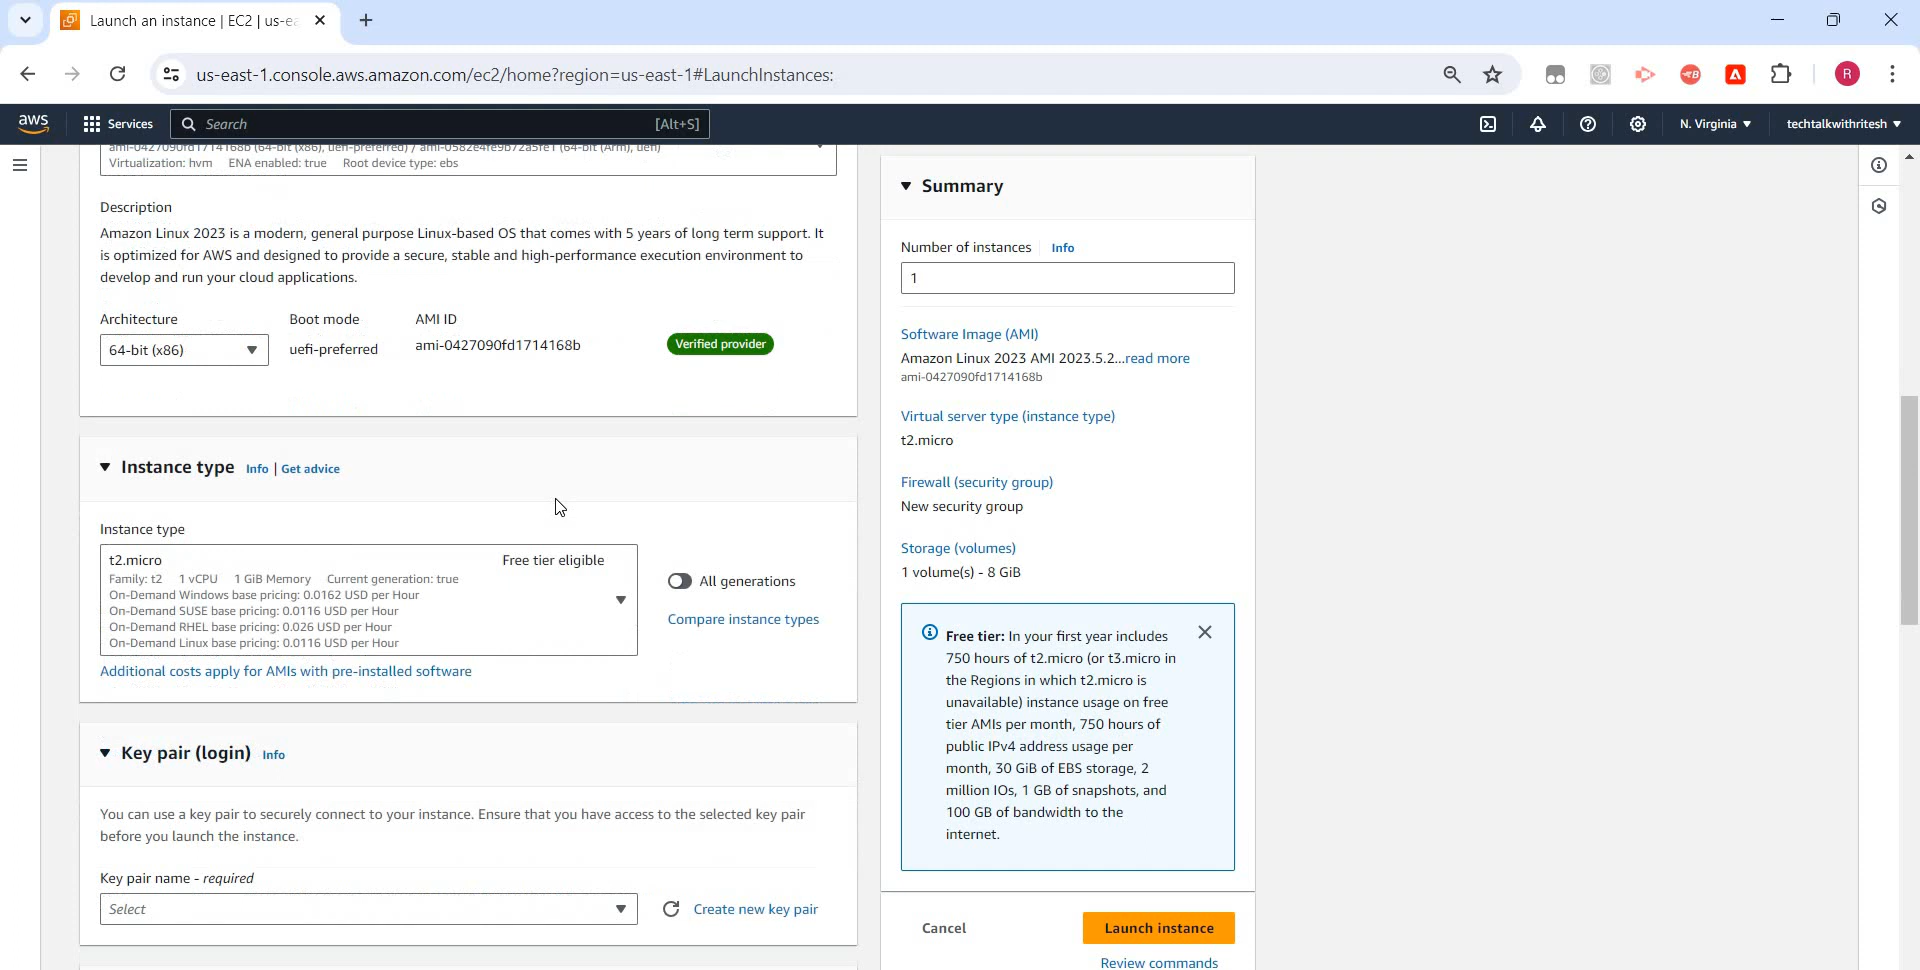 Launch an instance | EC2 | us-ea
us-east-1.console.aws.amazon.com/ec2/home?region=us-east-1#LaunchInstances:
R
aws
Services
Search
[Alt+S]
N. Virginia
techtalkwithritesh
ami-0427090fd1714168b (64-bit (x86), uefi-preferred) / ami-0582e4fe9b72a5fe1 (64-bit (Arm), uefi)
Virtualization: hvm ENA enabled: true Root device type: ebs
Description
Amazon Linux 2023 is a modern, general purpose Linux-based OS that comes with 5 years of long term support. It
is optimized for AWS and designed to provide a secure, stable and high-performance execution environment to
develop and run your cloud applications.
Architecture
Boot mode
AMI ID
64-bit (x86)
uefi-preferred
ami-0427090fd1714168b
Verified provider
Instance type Info | Get advice
Instance type
t2.micro
Free tier eligible
Family: t2 1 vCPU 1 GiB Memory Current generation: true
On-Demand Windows base pricing: 0.0162 USD per Hour
On-Demand SUSE base pricing: 0.0116 USD per Hour
On-Demand RHEL base pricing: 0.026 USD per Hour
On-Demand Linux base pricing: 0.0116 USD per Hour
All generations
Compare instance types
Additional costs apply for AMIs with pre-installed software
Key pair (login) Info
You can use a key pair to securely connect to your instance. Ensure that you have access to the selected key pair
before you launch the instance.
Key pair name - required
Select
Create new key pair
Summary
Number of instances Info
1
Software Image (AMI)
Amazon Linux 2023 AMI 2023.5.2...read more
ami-0427090fd1714168b
Virtual server type (instance type)
t2.micro
Firewall (security group)
New security group
Storage (volumes)
1 volume(s) - 8 GiB
Free tier: In your first year includes
750 hours of t2.micro (or t3.micro in
the Regions in which t2.micro is
unavailable) instance usage on free
tier AMIs per month, 750 hours of
public IPv4 address usage per
month, 30 GiB of EBS storage, 2
million IOs, 1 GB of snapshots, and
100 GB of bandwidth to the
internet.
Cancel
Launch instance
Review commands